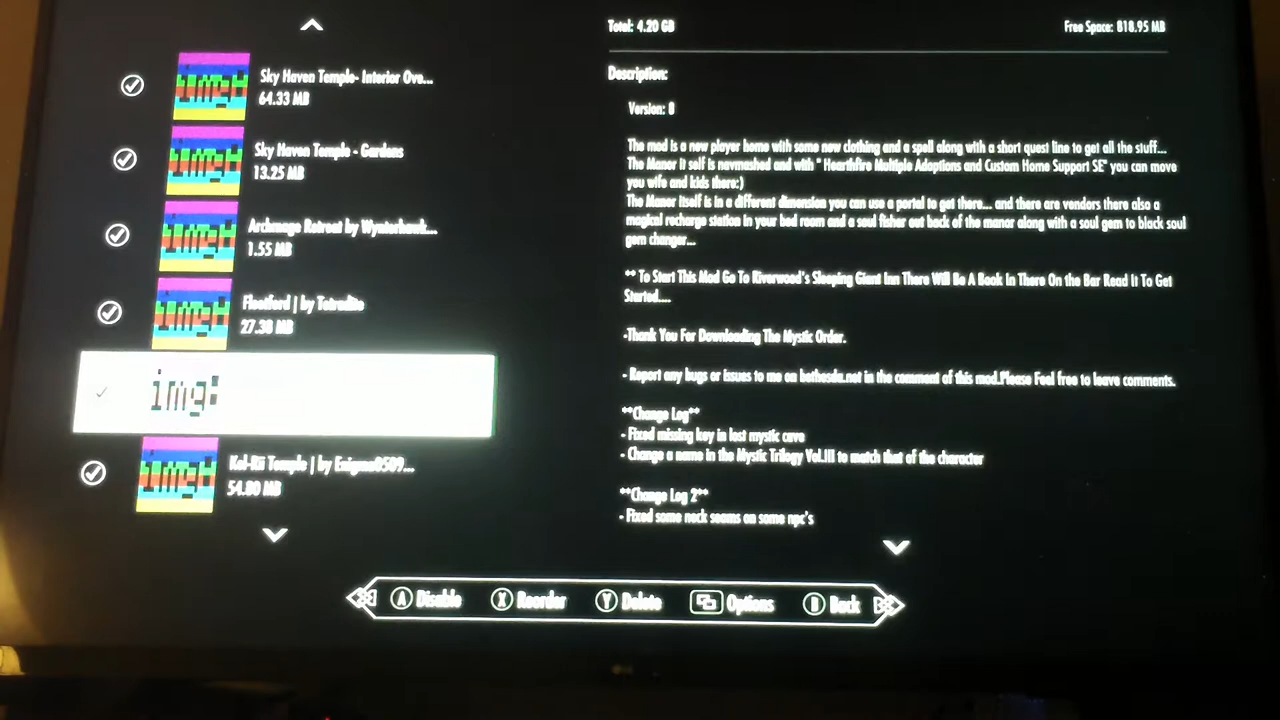 Total: 4.20 GB
Free Space: 818.95 MB
Sky Haven Temple- Interior Ove...
64.33 MB
Sky Haven Temple - Gardens
13.25 MB
Archmage Retreat by Wynterhawk...
1.55 MB
Fleetford | by Tetradite
27.38 MB
Kel-Rii Temple | by Enigma0509...
54.80 MB
Description:
Version: 8
The mod is a new player home with some new clothing and a spell along with a short quest line to get all the stuff...
The Manor it self is navmashed and with " Hearthfire Multiple Adoptions and Custom Home Support SE" you can move
you wife and kids there:)
The Manor itself is in a different dimension you can use a portal to get there... and there are vendors there also a
magical recharge station in your bed room and a soul fisher out back of the manor along with a soul gem to black soul
gem changer...
** To Start This Mod Go To Riverwood's Sleeping Giant Inn There Will Be A Book In There On the Bar Read It To Get
Started....
-Thank You For Downloading The Mystic Order.
- Report any bugs or issues to me on bethesda.net in the comment of this mod.Please Feel free to leave comments.
**Change Log**
- Fixed missing key in last mystic cave
- Change a name in the Mystic Trilogy Vol.III to match that of the character
**Change Log 2**
- Fixed some neck seams on some npc's
A Disable X Reorder Y Delete Options B Back
LG